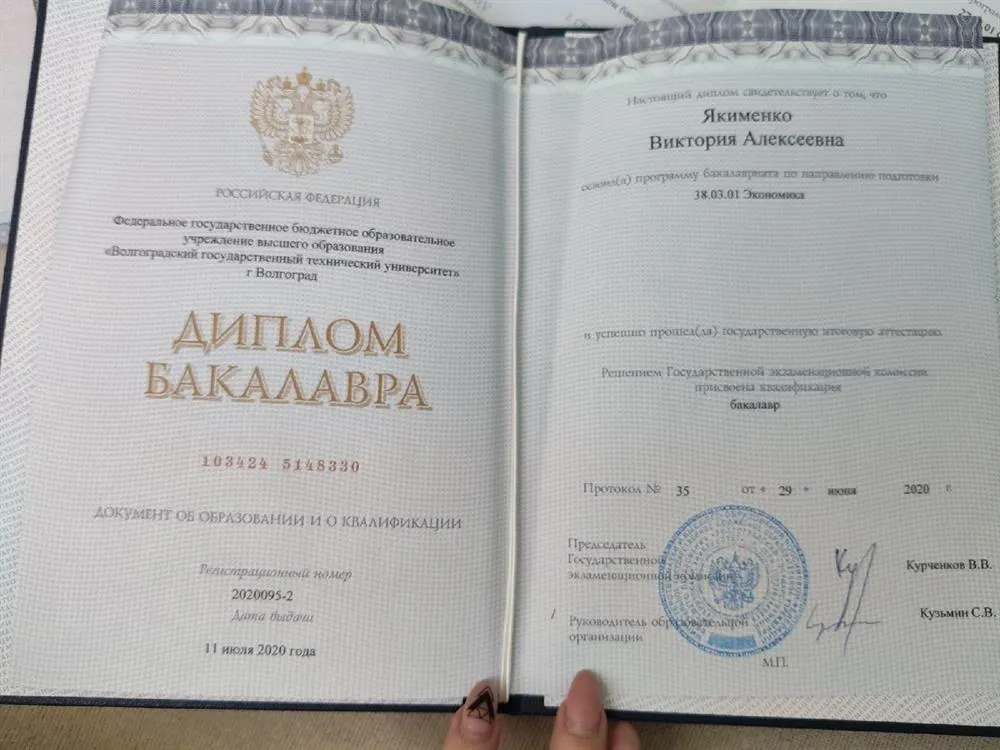 РОССИЙСКАЯ ФЕДЕРАЦИЯ
Федеральное государственное бюджетное образовательное
учреждение высшего образования
«Волгоградский государственный технический университет»
г Волгоград
ДИПЛОМ
БАКАЛАВРА
103424 5148330
ДОКУМЕНТ ОБ ОБРАЗОВАНИИ И О КВАЛИФИКАЦИИ
Регистрационный номер
2020095-2
Дата выдачи
11 июля 2020 года
Настоящий диплом свидетельствует о том, что
Якименко
Виктория Алексеевна
освоил(а) программу бакалавриата по направлению подготовки
38.03.01 Экономика
и успешно прошел(ла) государственную итоговую аттестацию
Решением Государственной экзаменационной комиссии
присвоена квалификация
бакалавр
Протокол № 35 от « 29 » июня 2020 г.
Председатель
Государственной
экзаменационной комиссии
Курченков В.В.
/ Руководитель образовательной
организации
Кузьмин С.В.
М.П.